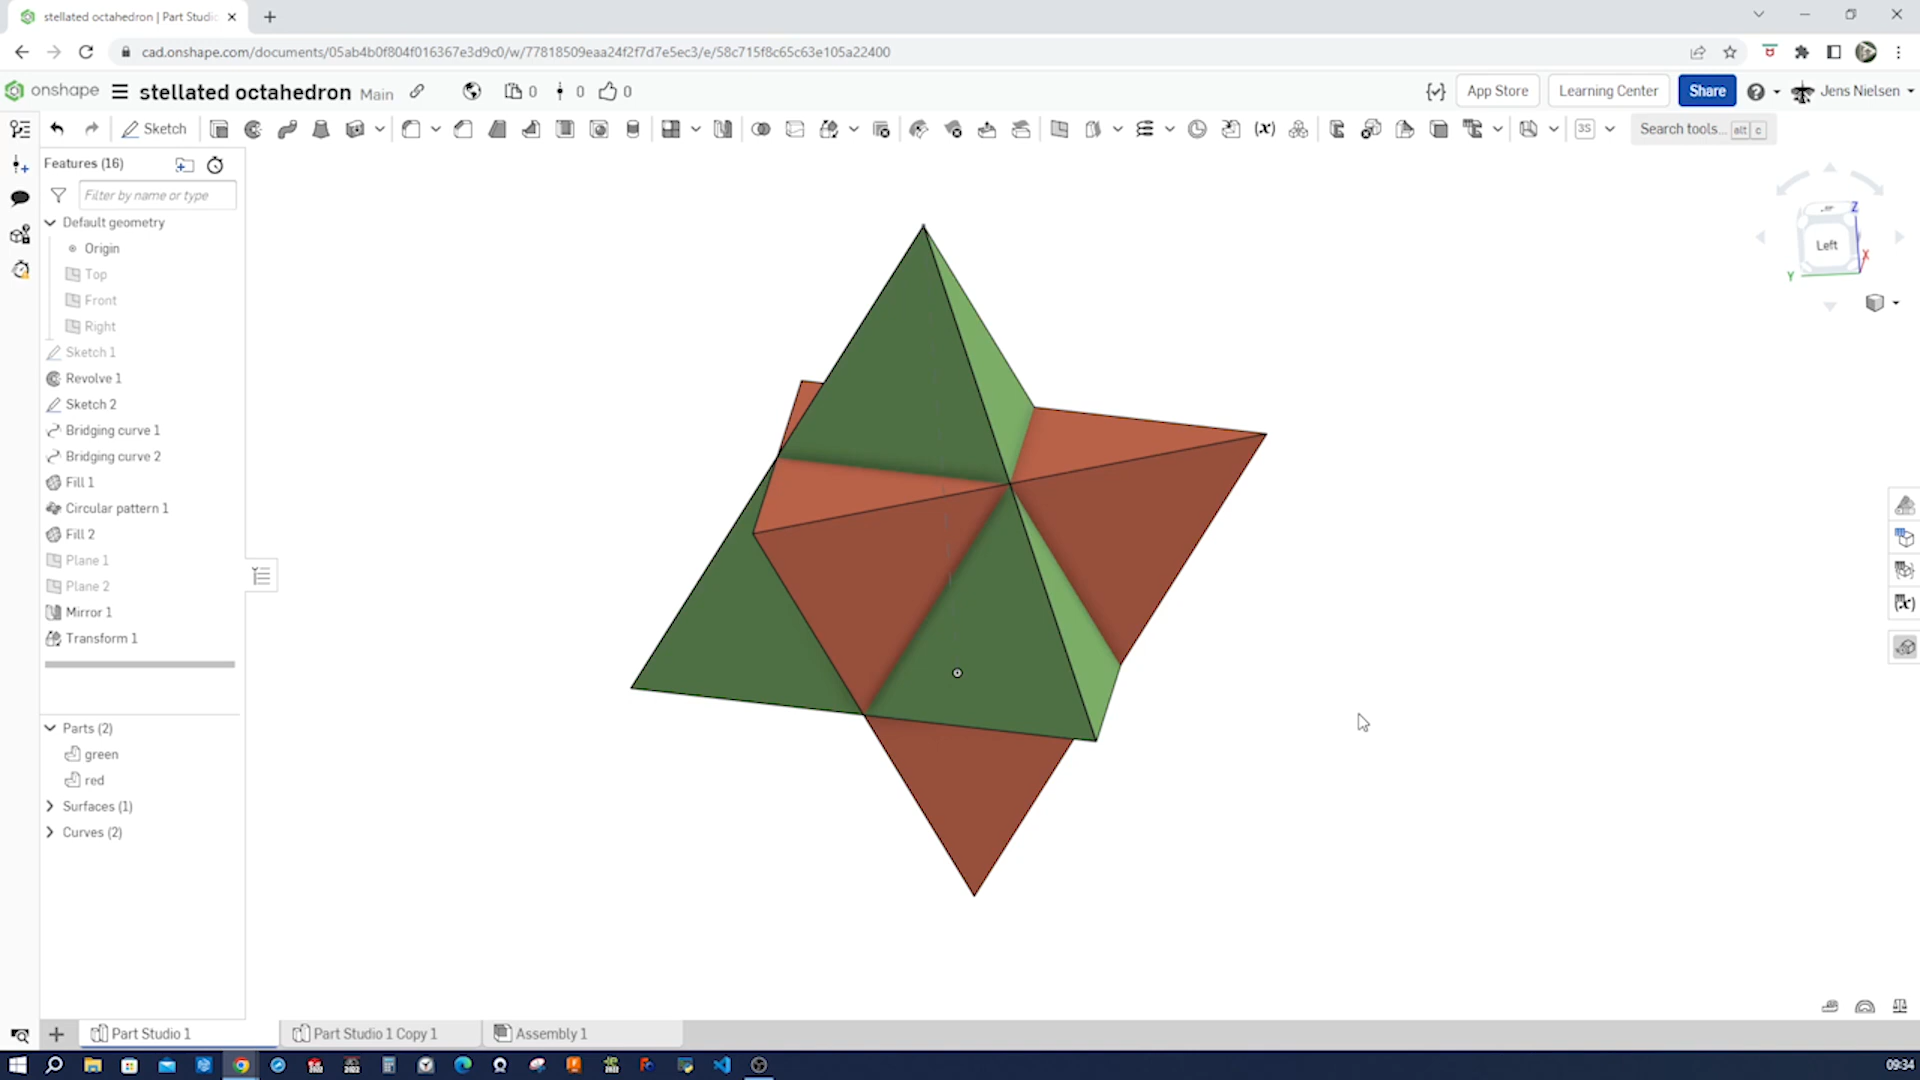 stellated octahedron | Part Studio
cad.onshape.com/documents/05ab4b0f804f016367e3d9c0/w/77818509eaa24f2f7d7e5ec3/e/58c715f8c65c63e105a22400
onshape stellated octahedron Main 0 0 0 App Store Learning Center Share Jens Nielsen
Sketch (x) 3S Search tools... alt c
Features (16)
Filter by name or type
Default geometry
Origin
Top
Front
Right
Sketch 1
Revolve 1
Sketch 2
Bridging curve 1
Bridging curve 2
Fill 1
Circular pattern 1
Fill 2
Plane 1
Plane 2
Mirror 1
Transform 1
Parts (2)
green
red
Surfaces (1)
Curves (2)
Z
Left
X
Y
Part Studio 1 Part Studio 1 Copy 1 Assembly 1
09:34